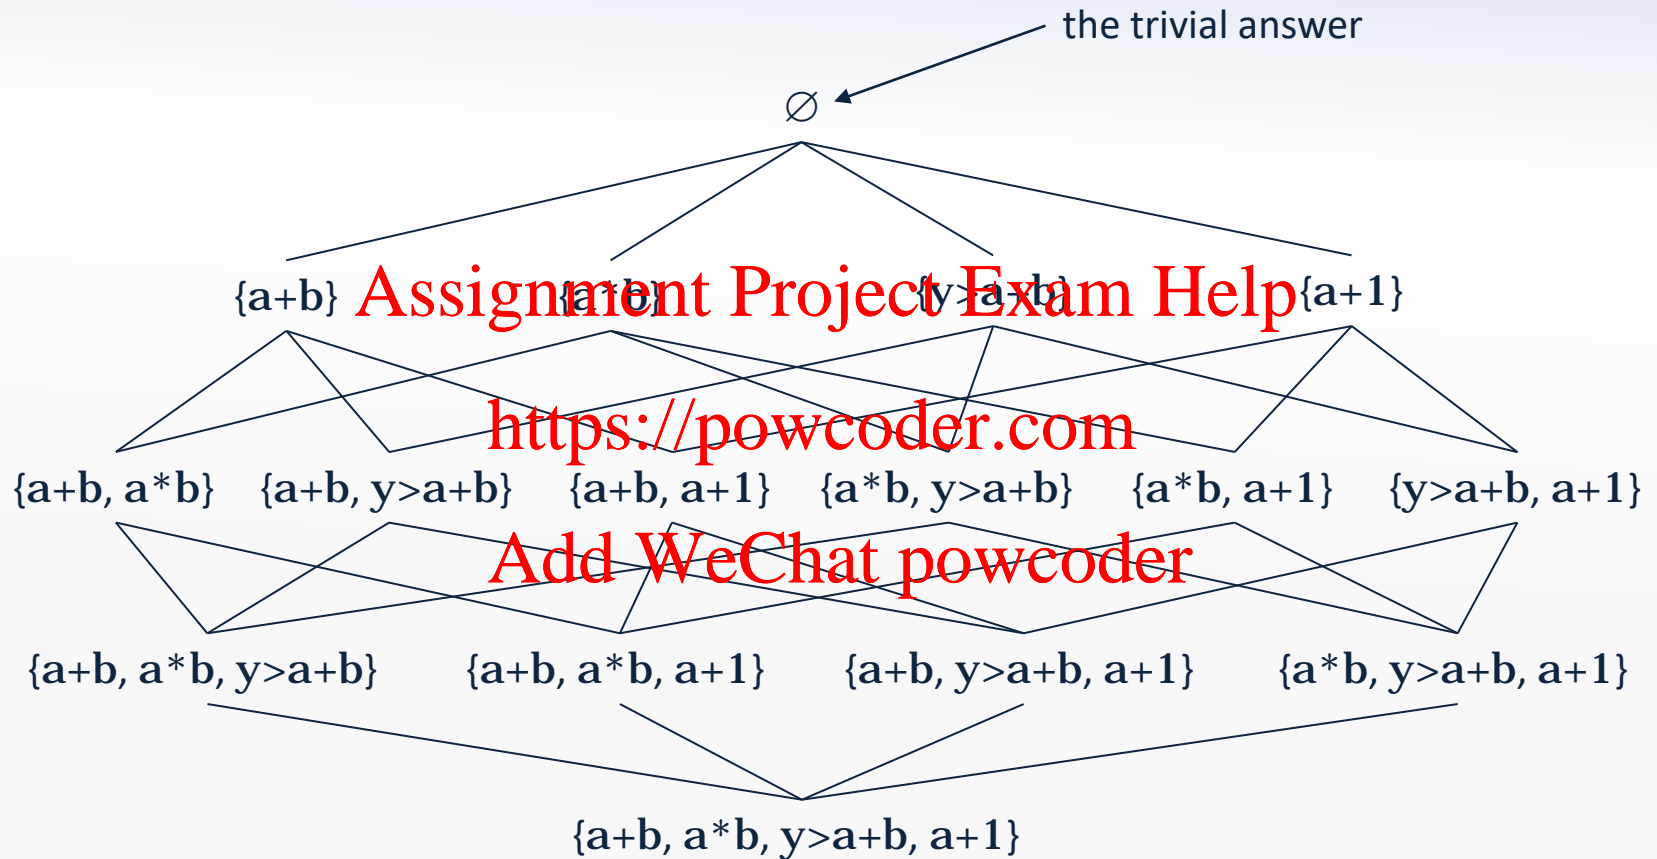 the trivial answer
∅
{a+b} {a*b} {y>a+b} {a+1}
Assignment Project Exam Help
https://powcoder.com
{a+b, a*b} {a+b, y>a+b} {a+b, a+1} {a*b, y>a+b} {a*b, a+1} {y>a+b, a+1}
Add WeChat powcoder
{a+b, a*b, y>a+b} {a+b, a*b, a+1} {a+b, y>a+b, a+1} {a*b, y>a+b, a+1}
{a+b, a*b, y>a+b, a+1}